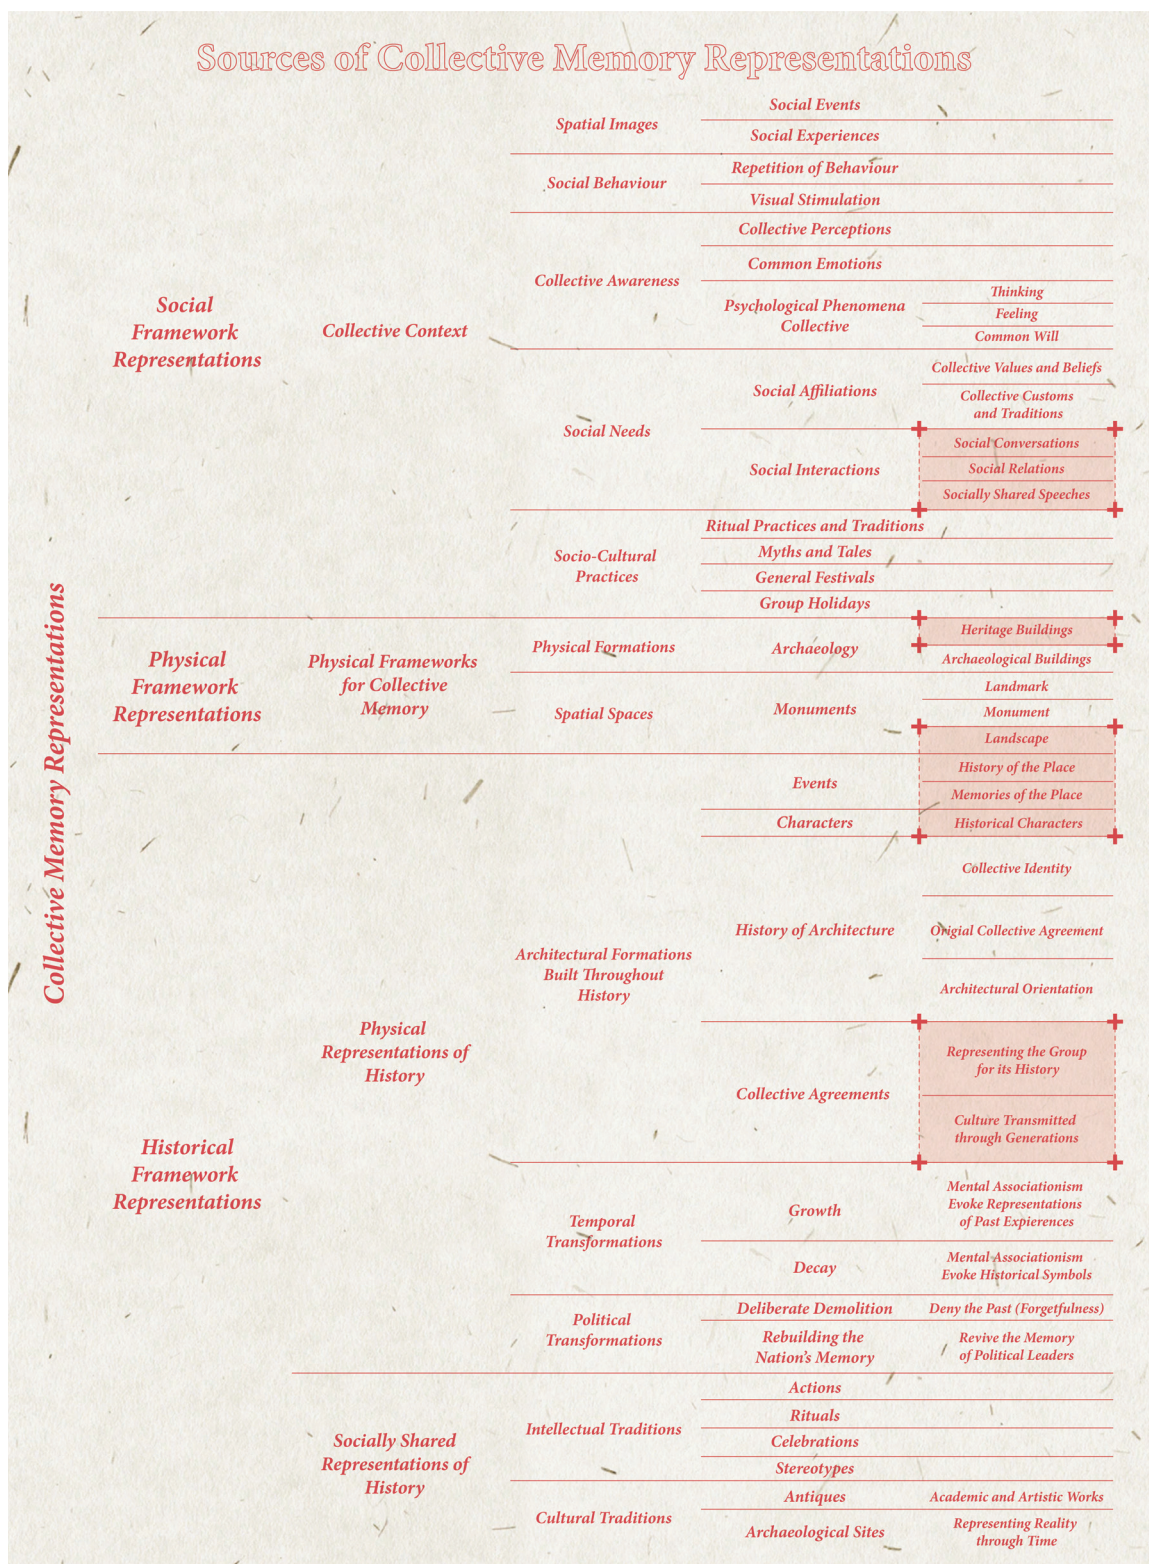 Sources of Collective Memory Representations
Collective Memory Representations
Social
Framework
Representations
Collective Context
Spatial Images
Social Events
Social Experiences
Social Behaviour
Repetition of Behaviour
Visual Stimulation
Collective Awareness
Collective Perceptions
Common Emotions
Psychological Phenomena
Collective
Thinking
Feeling
Common Will
Social Needs
Social Affiliations
Collective Values and Beliefs
Collective Customs
and Traditions
Social Interactions
Social Conversations
Social Relations
Socially Shared Speeches
Socio-Cultural
Practices
Ritual Practices and Traditions
Myths and Tales
General Festivals
Group Holidays
Physical
Framework
Representations
Physical Frameworks
for Collective
Memory
Physical Formations
Archaeology
Heritage Buildings
Archaeological Buildings
Spatial Spaces
Monuments
Landmark
Monument
Landscape
Historical
Framework
Representations
Physical
Representations of
History
Architectural Formations
Built Throughout
History
Events
History of the Place
Memories of the Place
Characters
Historical Characters
History of Architecture
Collective Identity
Origial Collective Agreement
Architectural Orientation
Collective Agreements
Representing the Group
for its History
Culture Transmitted
through Generations
Temporal
Transformations
Growth
Mental Associationism
Evoke Representations
of Past Expierences
Decay
Mental Associationism
Evoke Historical Symbols
Political
Transformations
Deliberate Demolition
Deny the Past (Forgetfulness)
Rebuilding the
Nation's Memory
Revive the Memory
of Political Leaders
Socially Shared
Representations of
History
Intellectual Traditions
Actions
Rituals
Celebrations
Stereotypes
Cultural Traditions
Antiques
Academic and Artistic Works
Archaeological Sites
Representing Reality
through Time